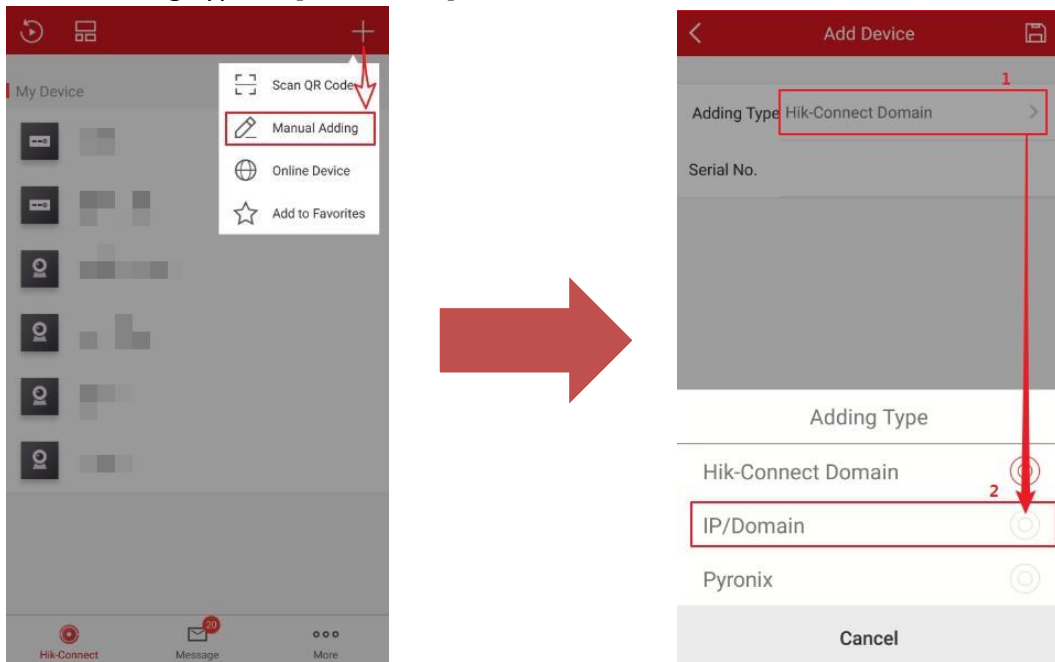 My Device
Scan QR Code
Manual Adding
Online Device
Add to Favorites
Hik-Connect
20
Message
More
Add Device
1
Adding Type Hik-Connect Domain
Serial No.
Adding Type
Hik-Connect Domain
2
IP/Domain
Pyronix
Cancel